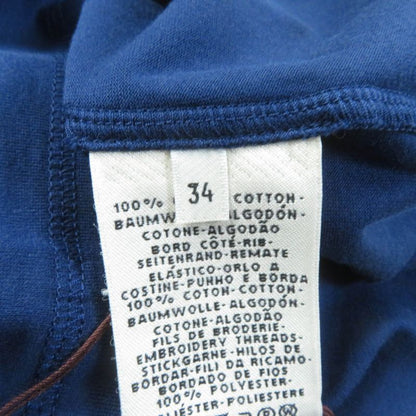 34
100% COTTON-
BAUMWOLLE-ALGODÓN-
COTONE-ALGODÃO
BORD CÔTE-RIB-
SEITENRAND-REMATE
ELÁSTICO-ORLO A
COSTINE-PUNHO E BORDA
100% COTON-COTTON-
BAUMWOLLE-ALGODÓN-
COTONE-ALGODÃO
FILS DE BRODERIE-
EMBROIDERY THREADS-
STICKGARNE-HILOS DE
BORDAR-FILI DA RICAMO-
BORDADO DE FIOS
100% POLYESTER-
POLYESTER-